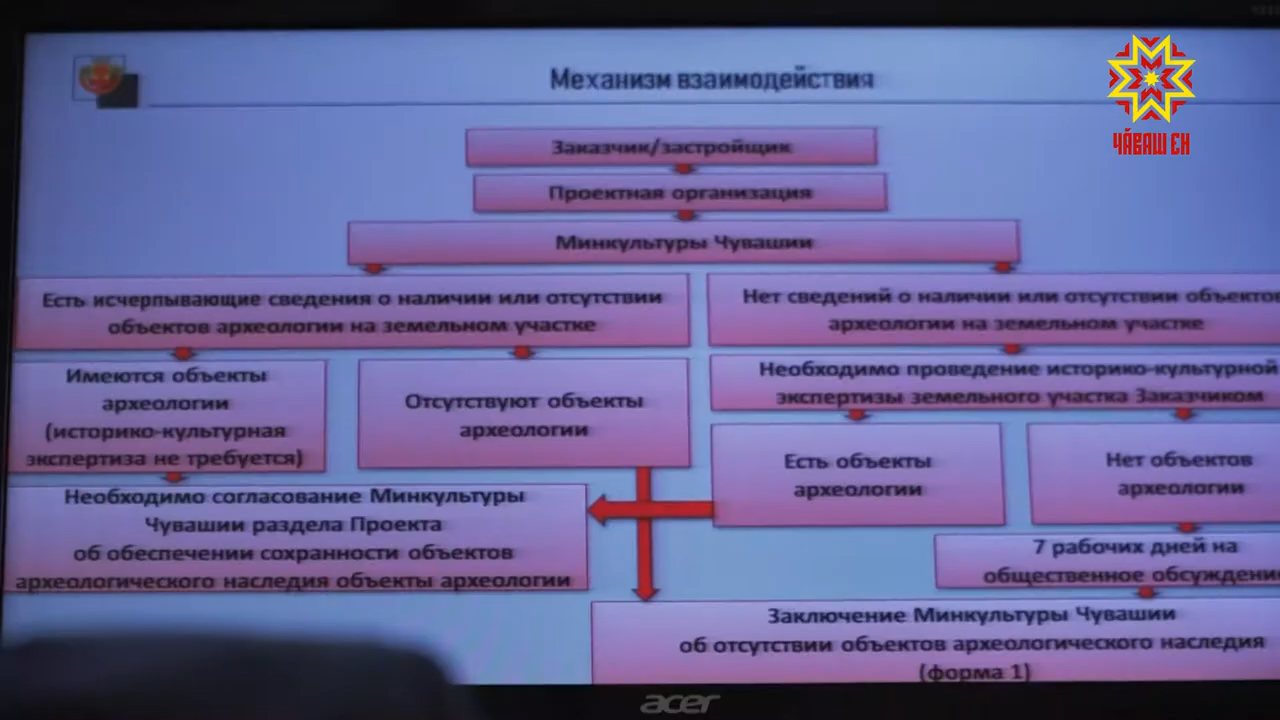 Механизм взаимодействия
ЧӐВАШ ЕН
Заказчик/застройщик
Проектная организация
Минкультуры Чувашии
Есть исчерпывающие сведения о наличии или отсутствии
объектов археологии на земельном участке
Нет сведений о наличии или отсутствии объектов
археологии на земельном участке
Имеются объекты
археологии
(историко-культурная
экспертиза не требуется)
Отсутствуют объекты
археологии
Необходимо проведение историко-культурной
экспертизы земельного участка Заказчиком
Есть объекты
археологии
Нет объектов
археологии
Необходимо согласование Минкультуры
Чувашии раздела Проекта
об обеспечении сохранности объектов
археологического наследия объекты археологии
7 рабочих дней на
общественное обсуждение
Заключение Минкультуры Чувашии
об отсутствии объектов археологического наследия
(форма 1)
acer